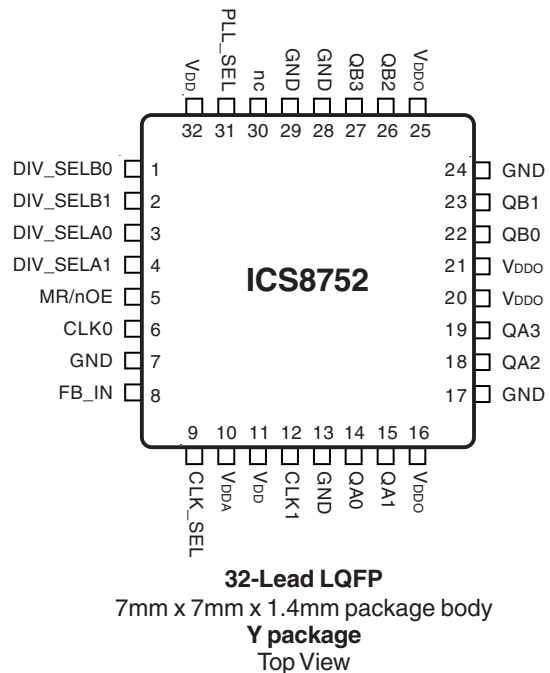 VDD
PLL_SEL
nc
GND
GND
QB3
QB2
VDDO
32 31 30 29 28 27 26 25
DIV_SELB0 1
DIV_SELB1 2
DIV_SELA0 3
DIV_SELA1 4
MR/nOE 5
CLK0 6
GND 7
FB_IN 8
ICS8752
24 GND
23 QB1
22 QB0
21 VDDO
20 VDDO
19 QA3
18 QA2
17 GND
9 10 11 12 13 14 15 16
CLK_SEL
VDDA
VDD
CLK1
GND
QA0
QA1
VDDO
32-Lead LQFP
7mm x 7mm x 1.4mm package body
Y package
Top View